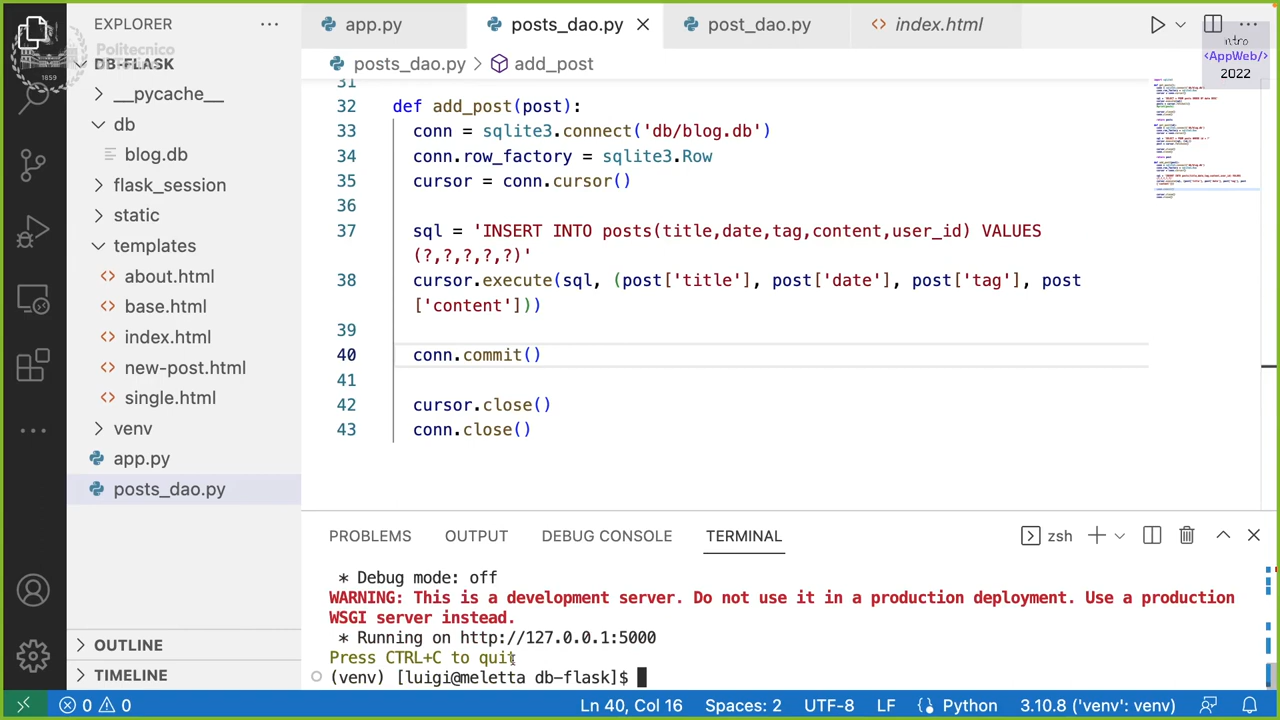 EXPLORER
Politecnico
1859
DB-FLASK
__pycache__
db
blog.db
flask_session
static
templates
about.html
base.html
index.html
new-post.html
single.html
venv
app.py
posts_dao.py
OUTLINE
TIMELINE
app.py
posts_dao.py
post_dao.py
index.html
ntro
<AppWeb/>
2022
posts_dao.py > add_post
31
32 def add_post(post):
33 conn = sqlite3.connect('db/blog.db')
34 conn.row_factory = sqlite3.Row
35 cursor = conn.cursor()
36
37 sql = 'INSERT INTO posts(title,date,tag,content,user_id) VALUES
(?,?,?,?,?)'
38 cursor.execute(sql, (post['title'], post['date'], post['tag'], post
['content']))
39
40 conn.commit()
41
42 cursor.close()
43 conn.close()
PROBLEMS OUTPUT DEBUG CONSOLE TERMINAL
zsh
* Debug mode: off
WARNING: This is a development server. Do not use it in a production deployment. Use a production
WSGI server instead.
* Running on http://127.0.0.1:5000
Press CTRL+C to quit
(venv) [luigi@meletta db-flask]$
0 0 Ln 40, Col 16 Spaces: 2 UTF-8 LF Python 3.10.8 ('venv': venv)